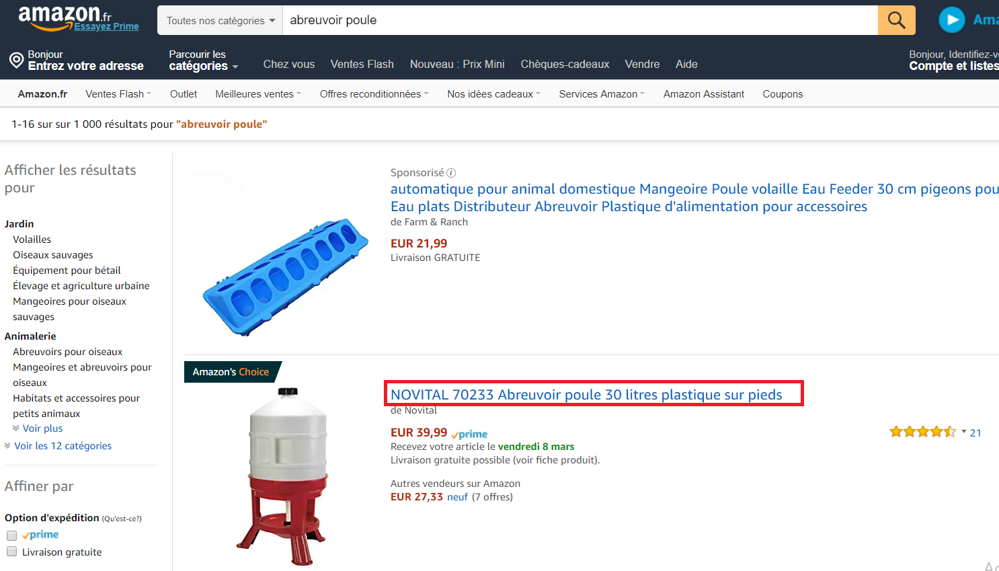 amazon.fr
Essayez Prime
Toutes nos catégories
abreuvoir poule
Bonjour
Entrez votre adresse
Parcourir les
catégories
Chez vous
Ventes Flash
Nouveau : Prix Mini
Chèques-cadeaux
Vendre
Aide
Bonjour,
Compte et listes
Amazon.fr
Ventes Flash
Outlet
Meilleures ventes
Offres reconditionnées
Nos idées cadeaux
Services Amazon
Amazon Assistant
Coupons
1-16 sur sur 1 000 résultats pour "abreuvoir poule"
Afficher les résultats
pour
Jardin
Volailles
Oiseaux sauvages
Équipement pour bétail
Élevage et agriculture urbaine
Mangeoires pour oiseaux
sauvages
Animalerie
Abreuvoirs pour oiseaux
Mangeoires et abreuvoirs pour
oiseaux
Habitats et accessoires pour
petits animaux
Voir plus
Voir les 12 catégories
Affiner par
Option d'expédition (Qu'est-ce?)
prime
Livraison gratuite
Sponsorisé
automatique pour animal domestique Mangeoire Poule volaille Eau Feeder 30 cm pigeons
Eau plats Distributeur Abreuvoir Plastique d'alimentation pour accessoires
de Farm & Ranch
EUR 21,99
Livraison GRATUITE
Amazon's Choice
NOVITAL 70233 Abreuvoir poule 30 litres plastique sur pieds
de Novital
EUR 39,99 prime
Recevez votre article le vendredi 8 mars
Livraison gratuite possible (voir fiche produit).
Autres vendeurs sur Amazon
EUR 27,33 neuf (7 offres)
21